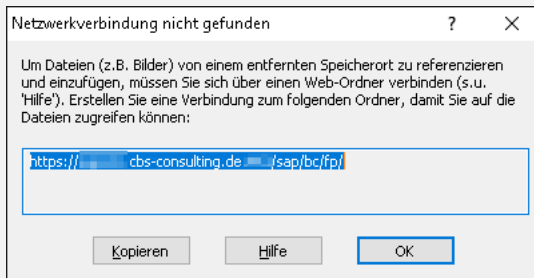 Netzwerkverbindung nicht gefunden
?
Um Dateien (z.B. Bilder) von einem entfernten Speicherort zu referenzieren
und einzufügen, müssen Sie sich über einen Web-Ordner verbinden (s.u.
'Hilfe'). Erstellen Sie eine Verbindung zum folgenden Ordner, damit Sie auf die
Dateien zugreifen können:
https:// cbs-consulting.de /sap/bc/fp/
Kopieren
Hilfe
OK